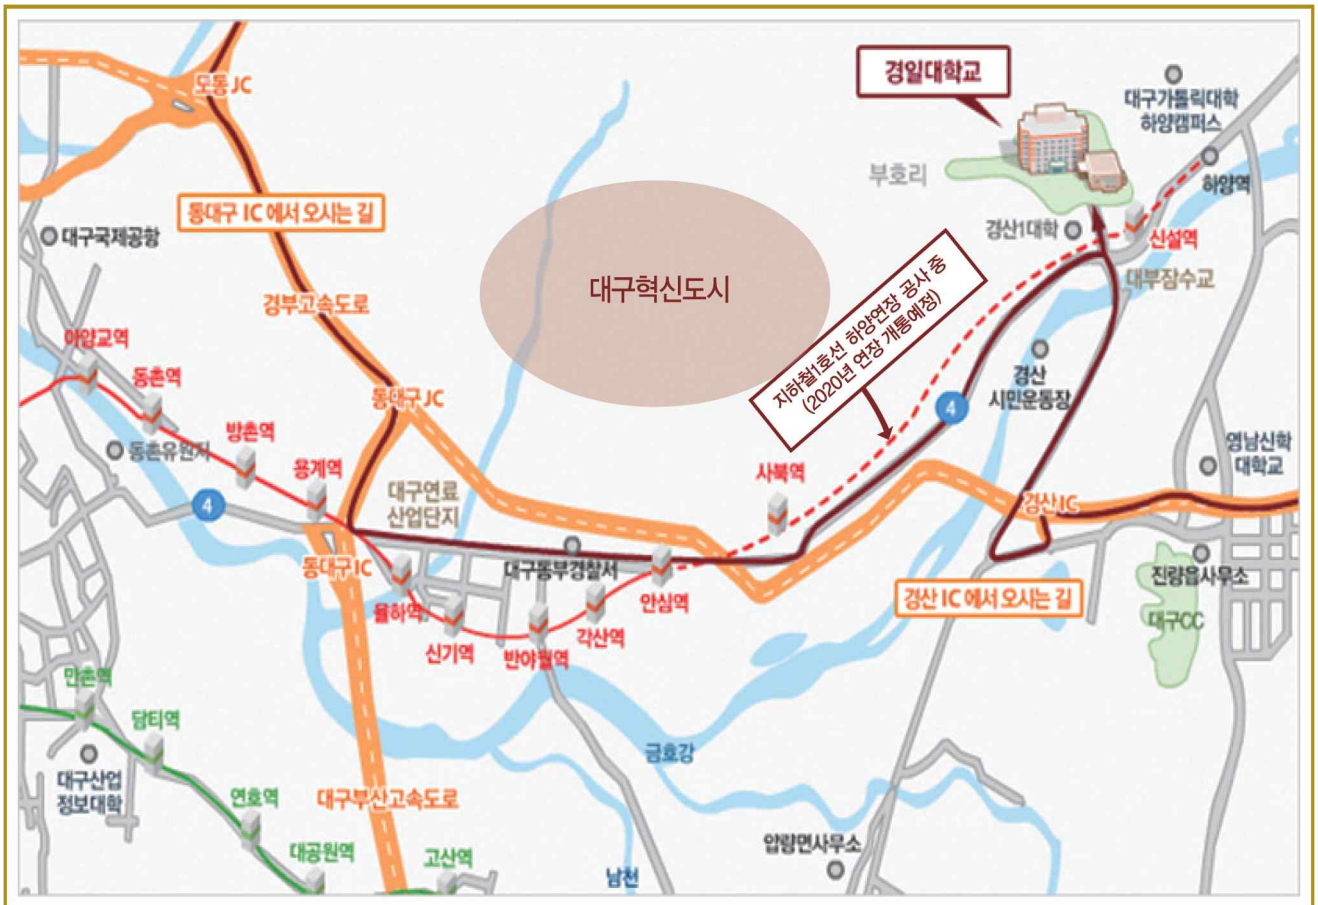 도동JC
경일대학교
대구가톨릭대학
하양캠퍼스
하양역
부호리
동대구 IC 에서 오시는 길
대구국제공항
경산1대학
신설역
대부잠수교
대구혁신도시
지하철1호선 하양연장 공사 중
(2020년 연장 개통예정)
경부고속도로
아양교역
동촌역
동대구JC
경산
시민운동장
4
방촌역
동촌유원지
용계역
영남신학
대학교
사복역
대구연료
산업단지
4
경산IC
동대구IC
대구동부경찰서
진량읍사무소
안심역
경산 IC 에서 오시는 길
율하역
신기역
반야월역
각산역
대구CC
만촌역
담티역
대구산업
정보대학
금호강
연호역
대구부산고속도로
대공원역
고산역
남천
압량면사무소